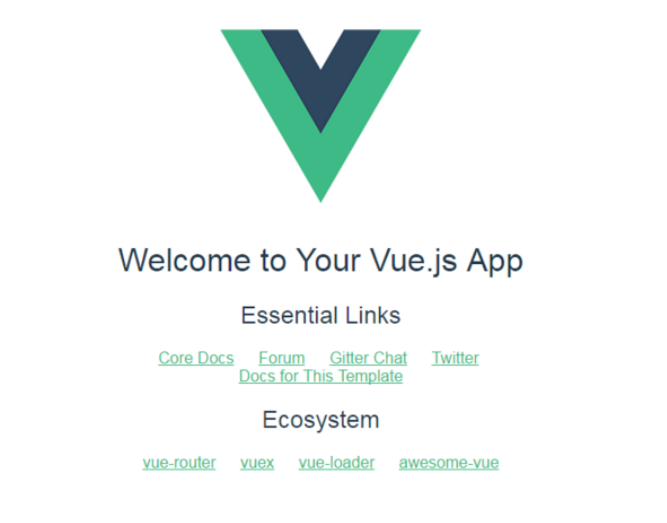 Welcome to Your Vue.js App
Essential Links
Core Docs Forum Gitter Chat Twitter
Docs for This Template
Ecosystem
vue-router vuex vue-loader awesome-vue